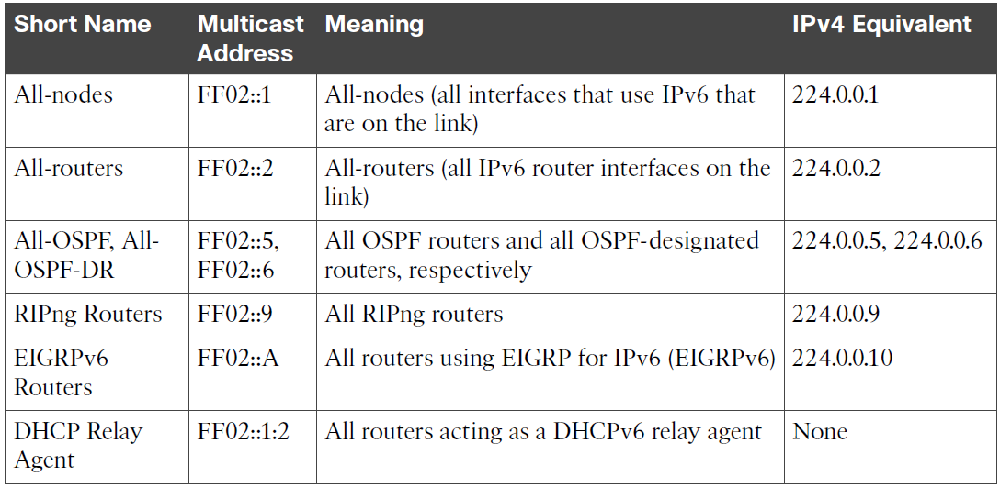 Short Name Multicast Address Meaning IPv4 Equivalent
All-nodes FF02::1 All-nodes (all interfaces that use IPv6 that are on the link) 224.0.0.1
All-routers FF02::2 All-routers (all IPv6 router interfaces on the link) 224.0.0.2
All-OSPF, All-OSPF-DR FF02::5, FF02::6 All OSPF routers and all OSPF-designated routers, respectively 224.0.0.5, 224.0.0.6
RIPng Routers FF02::9 All RIPng routers 224.0.0.9
EIGRPv6 Routers FF02::A All routers using EIGRP for IPv6 (EIGRPv6) 224.0.0.10
DHCP Relay Agent FF02::1:2 All routers acting as a DHCPv6 relay agent None